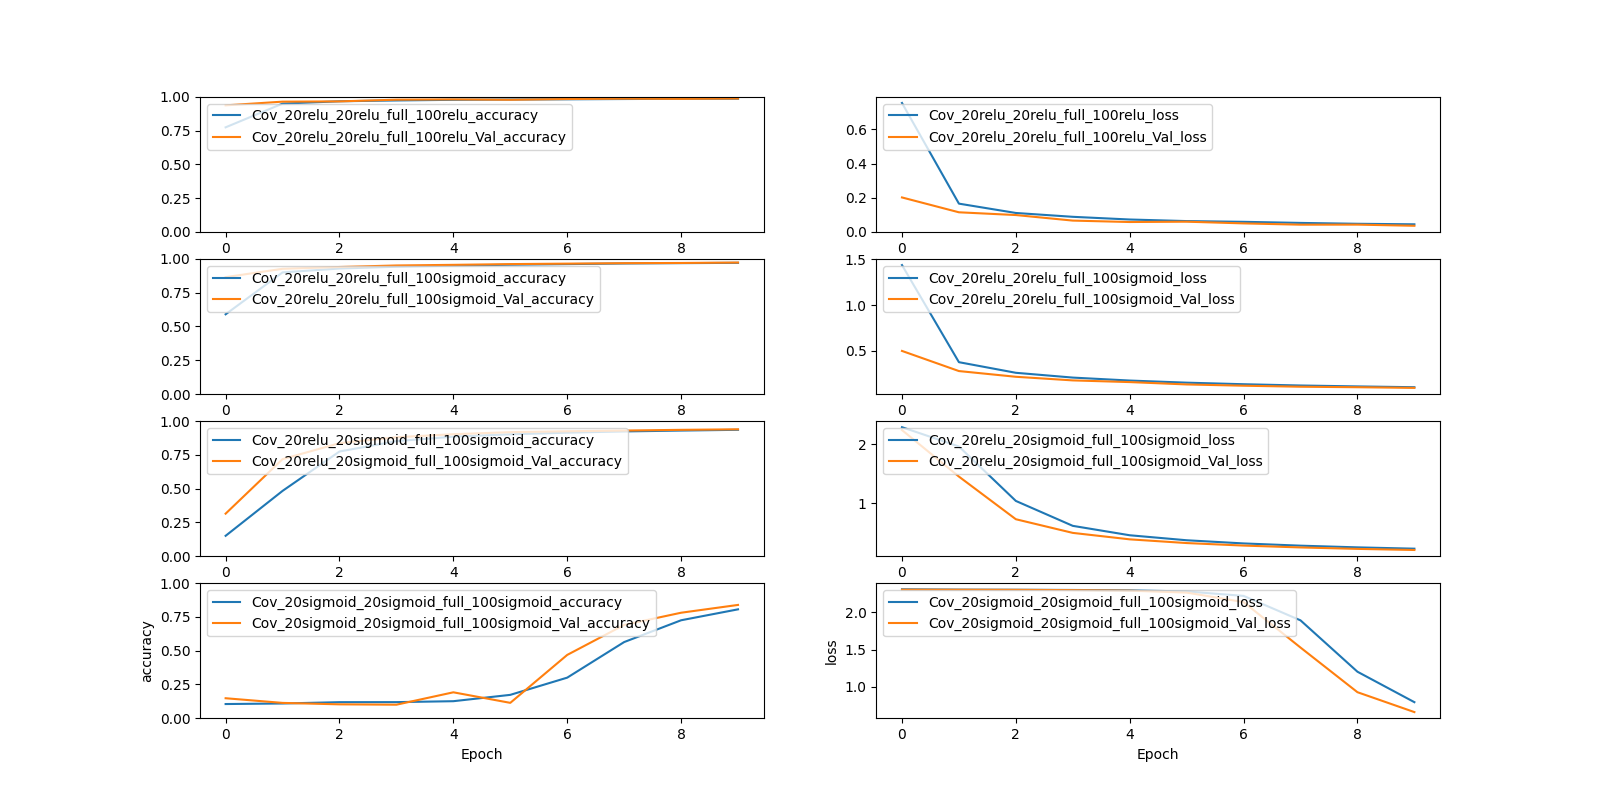 1.00
0.75
0.50
0.25
0.00
Cov_20relu_20relu_full_100relu_accuracy
Cov_20relu_20relu_full_100relu_Val_accuracy
0 2 4 6 8
0.6
0.4
0.2
0.0
Cov_20relu_20relu_full_100relu_loss
Cov_20relu_20relu_full_100relu_Val_loss
0 2 4 6 8
1.00
0.75
0.50
0.25
0.00
Cov_20relu_20relu_full_100sigmoid_accuracy
Cov_20relu_20relu_full_100sigmoid_Val_accuracy
0 2 4 6 8
1.5
1.0
0.5
Cov_20relu_20relu_full_100sigmoid_loss
Cov_20relu_20relu_full_100sigmoid_Val_loss
0 2 4 6 8
1.00
0.75
0.50
0.25
0.00
Cov_20relu_20sigmoid_full_100sigmoid_accuracy
Cov_20relu_20sigmoid_full_100sigmoid_Val_accuracy
0 2 4 6 8
2
1
Cov_20relu_20sigmoid_full_100sigmoid_loss
Cov_20relu_20sigmoid_full_100sigmoid_Val_loss
0 2 4 6 8
accuracy
1.00
0.75
0.50
0.25
0.00
Cov_20sigmoid_20sigmoid_full_100sigmoid_accuracy
Cov_20sigmoid_20sigmoid_full_100sigmoid_Val_accuracy
0 2 4 6 8
Epoch
loss
2.0
1.5
1.0
Cov_20sigmoid_20sigmoid_full_100sigmoid_loss
Cov_20sigmoid_20sigmoid_full_100sigmoid_Val_loss
0 2 4 6 8
Epoch